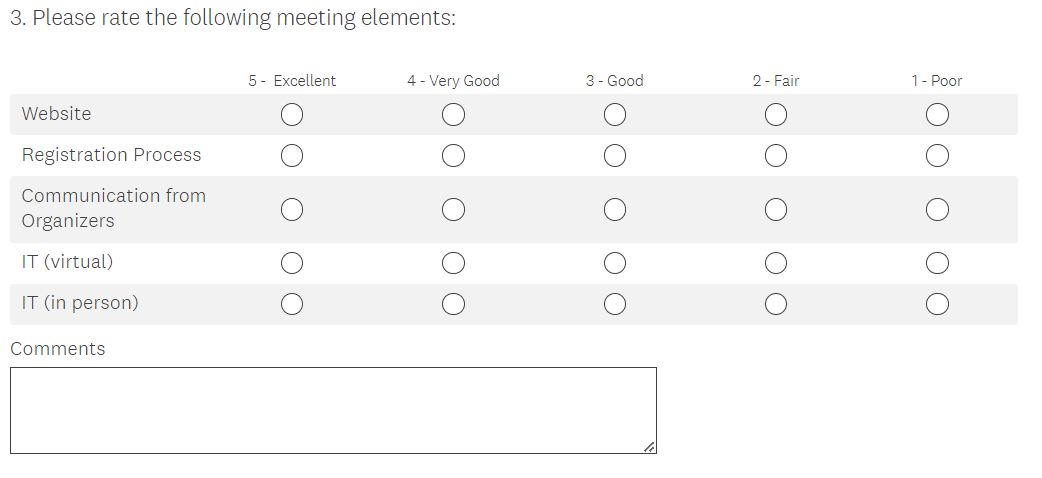 3. Please rate the following meeting elements:
5 - Excellent 4 - Very Good 3 - Good 2 - Fair 1 - Poor
Website
Registration Process
Communication from
Organizers
IT (virtual)
IT (in person)
Comments